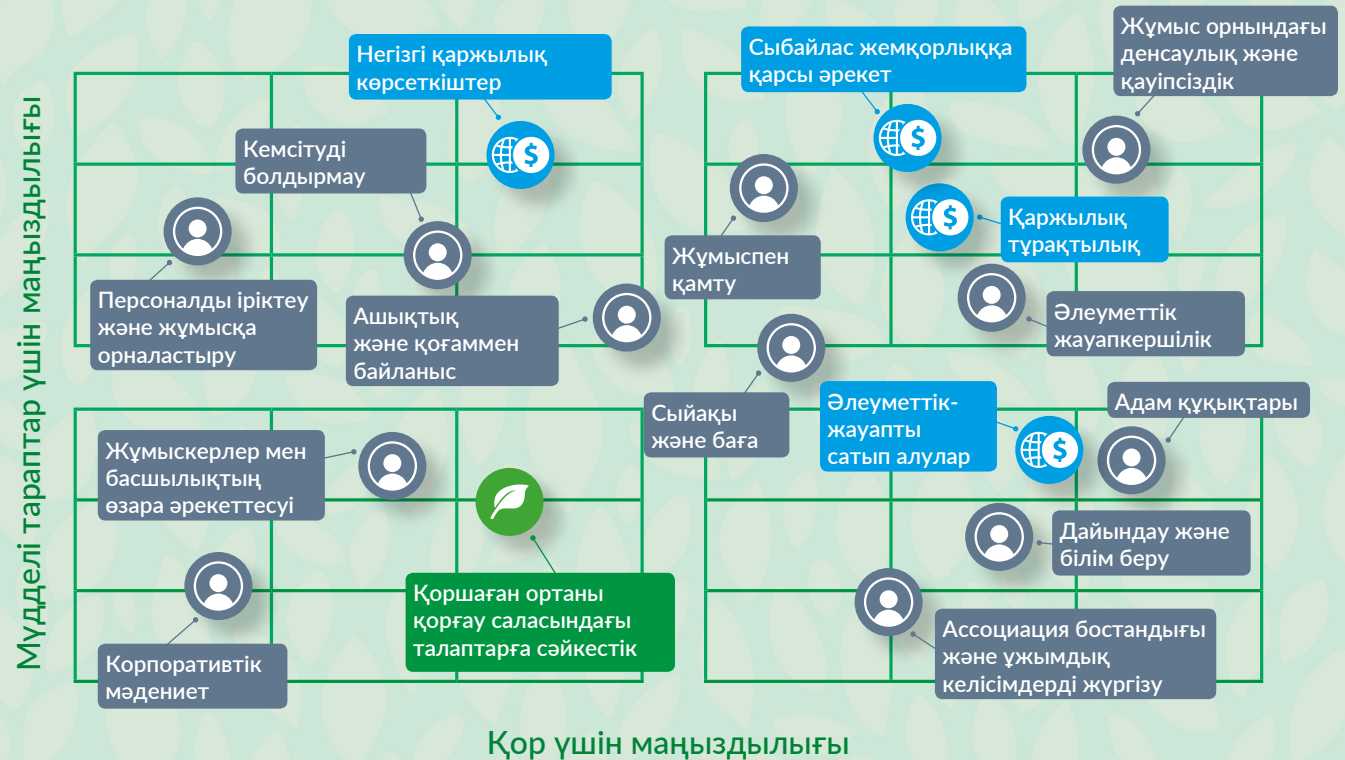 Мүдделі тараптар үшін маңыздылығы
Негізгі қаржылық
көрсеткіштер
Кемсітуді
болдырмау
Персоналды іріктеу
және жұмысқа
орналастыру
Ашықтық
және қоғаммен
байланыс
Сыбайлас жемқорлыққа
қарсы әрекет
Жұмыс орнындағы
денсаулық және
қауіпсіздік
Жұмыспен
қамту
Қаржылық
тұрақтылық
Әлеуметтік
жауапкершілік
Сыйақы
және баға
Жұмыскерлер мен
басшылықтың
өзара әрекеттесуі
Қоршаған ортаны
қорғау саласындағы
талаптарға сәйкестік
Корпоративтік
мәдениет
Әлеуметтік-
жауапты
сатып алулар
Адам құқықтары
Дайындау және
білім беру
Ассоциация бостандығы
және ұжымдық
келісімдерді жүргізу
Қор үшін маңыздылығы